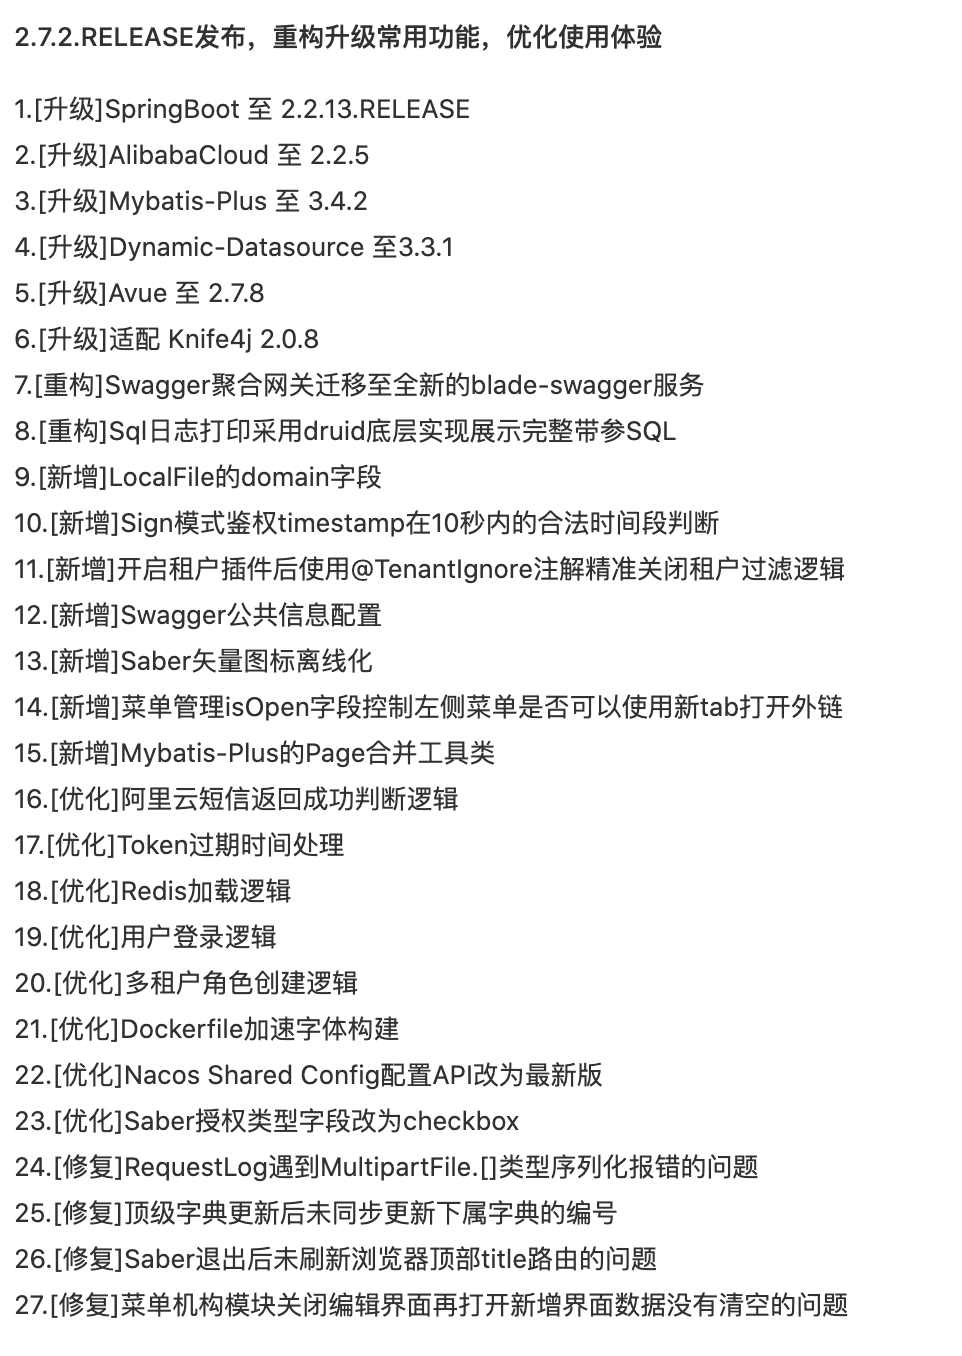 2.7.2.RELEASE发布，重构升级常用功能，优化使用体验
1.[升级]SpringBoot 至 2.2.13.RELEASE
2.[升级]AlibabaCloud 至 2.2.5
3.[升级]Mybatis-Plus 至 3.4.2
4.[升级]Dynamic-Datasource 至3.3.1
5.[升级]Avue 至 2.7.8
6.[升级]适配 Knife4j 2.0.8
7.[重构]Swagger聚合网关迁移至全新的blade-swagger服务
8.[重构]Sql日志打印采用druid底层实现展示完整带参SQL
9.[新增]LocalFile的domain字段
10.[新增]Sign模式鉴权timestamp在10秒内的合法时间段判断
11.[新增]开启租户插件后使用@TenantIgnore注解精准关闭租户过滤逻辑
12.[新增]Swagger公共信息配置
13.[新增]Saber矢量图标离线化
14.[新增]菜单管理isOpen字段控制左侧菜单是否可以使用新tab打开外链
15.[新增]Mybatis-Plus的Page合并工具类
16.[优化]阿里云短信返回成功判断逻辑
17.[优化]Token过期时间处理
18.[优化]Redis加载逻辑
19.[优化]用户登录逻辑
20.[优化]多租户角色创建逻辑
21.[优化]Dockerfile加速字体构建
22.[优化]Nacos Shared Config配置API改为最新版
23.[优化]Saber授权类型字段改为checkbox
24.[修复]RequestLog遇到MultipartFile.[]类型序列化报错的问题
25.[修复]顶级字典更新后未同步更新下属字典的编号
26.[修复]Saber退出后未刷新浏览器顶部title路由的问题
27.[修复]菜单机构模块关闭编辑界面再打开新增界面数据没有清空的问题